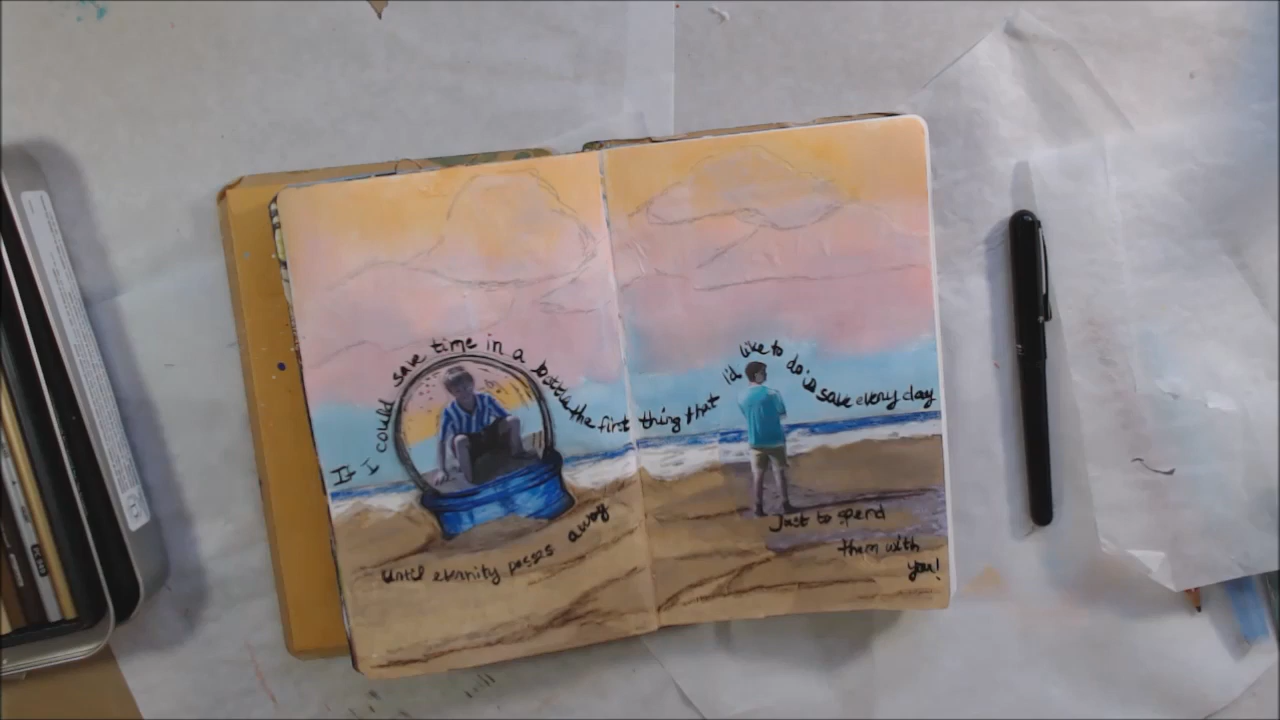 If I could save time in a bottle the first thing that I'd like to do is save every day
until eternity passes away
Just to spend
them with
you!